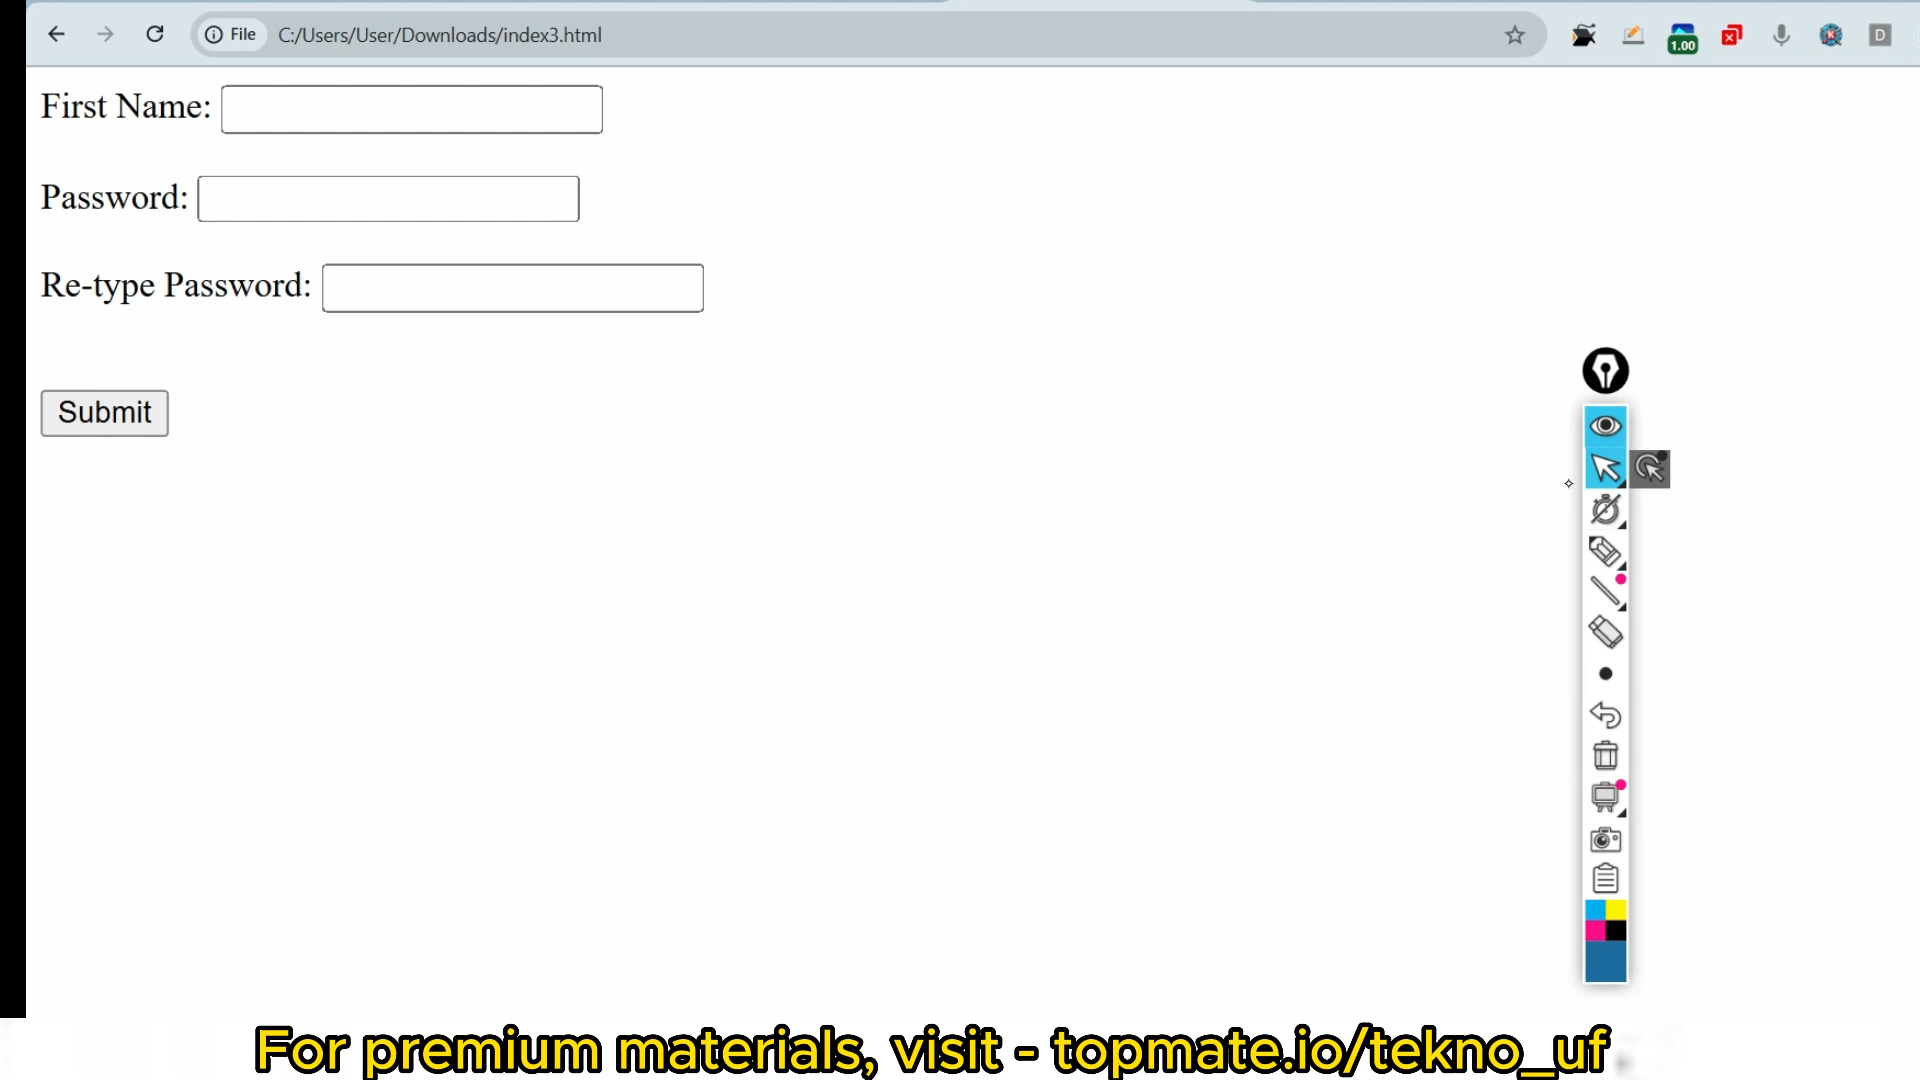 File C:/Users/User/Downloads/index3.html
1.00
D
First Name:
Password:
Re-type Password:
Submit
For premium materials, visit - topmate.io/tekno_uf